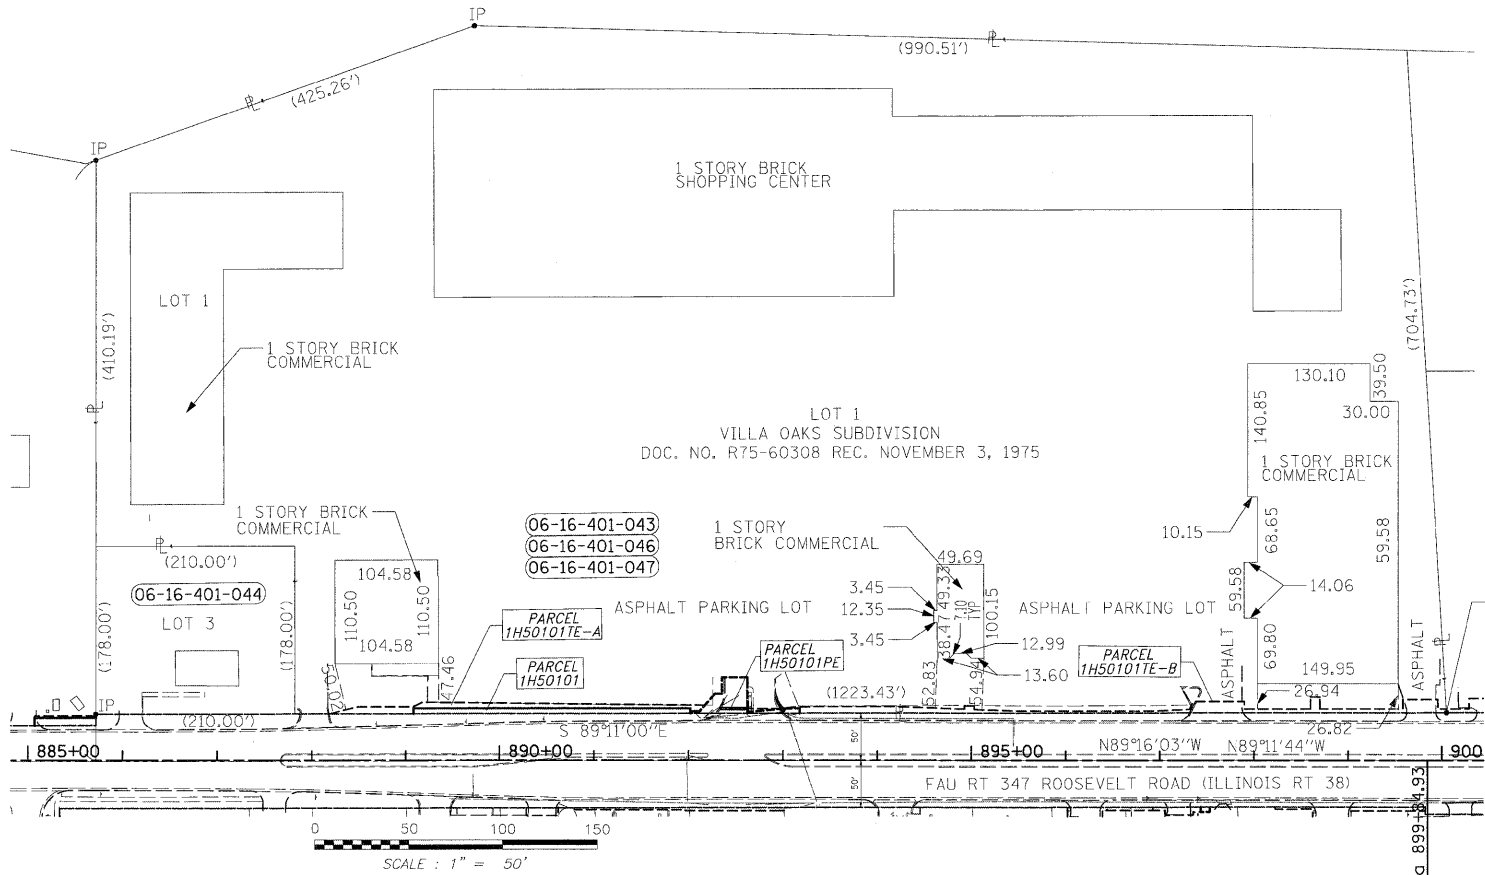 IP
(990.51')
(425.26')
IP
1 STORY BRICK
SHOPPING CENTER
LOT 1
(410.19')
(704.73')
1 STORY BRICK
COMMERCIAL
130.10
39.50
30.00
140.85
LOT 1
VILLA OAKS SUBDIVISION
DOC. NO. R75-60308 REC. NOVEMBER 3, 1975
1 STORY BRICK
COMMERCIAL
1 STORY BRICK
COMMERCIAL
06-16-401-043
06-16-401-046
06-16-401-047
1 STORY
BRICK COMMERCIAL
10.15
68.65
59.58
(210.00')
06-16-401-044
LOT 3
(178.00')
(178.00')
104.58
110.50
110.50
104.58
49.69
49.33
3.45
12.35
3.45
38.47
7.10
TYP
100.15
12.99
13.60
52.83
54.94
59.58
14.06
69.80
ASPHALT PARKING LOT
ASPHALT PARKING LOT
ASPHALT
ASPHALT
PARCEL
1H50101TE-A
PARCEL
1H50101
PARCEL
1H50101PE
PARCEL
1H50101TE-B
149.95
26.94
26.82
50.02
47.46
(1223.43')
IP
(210.00')
S 89°11'00"E
50'
N89°16'03"W
N89°11'44"W
885+00
890+00
895+00
900
50'
FAU RT 347 ROOSEVELT ROAD (ILLINOIS RT 38)
899+84.93
0 50 100 150
SCALE : 1" = 50'